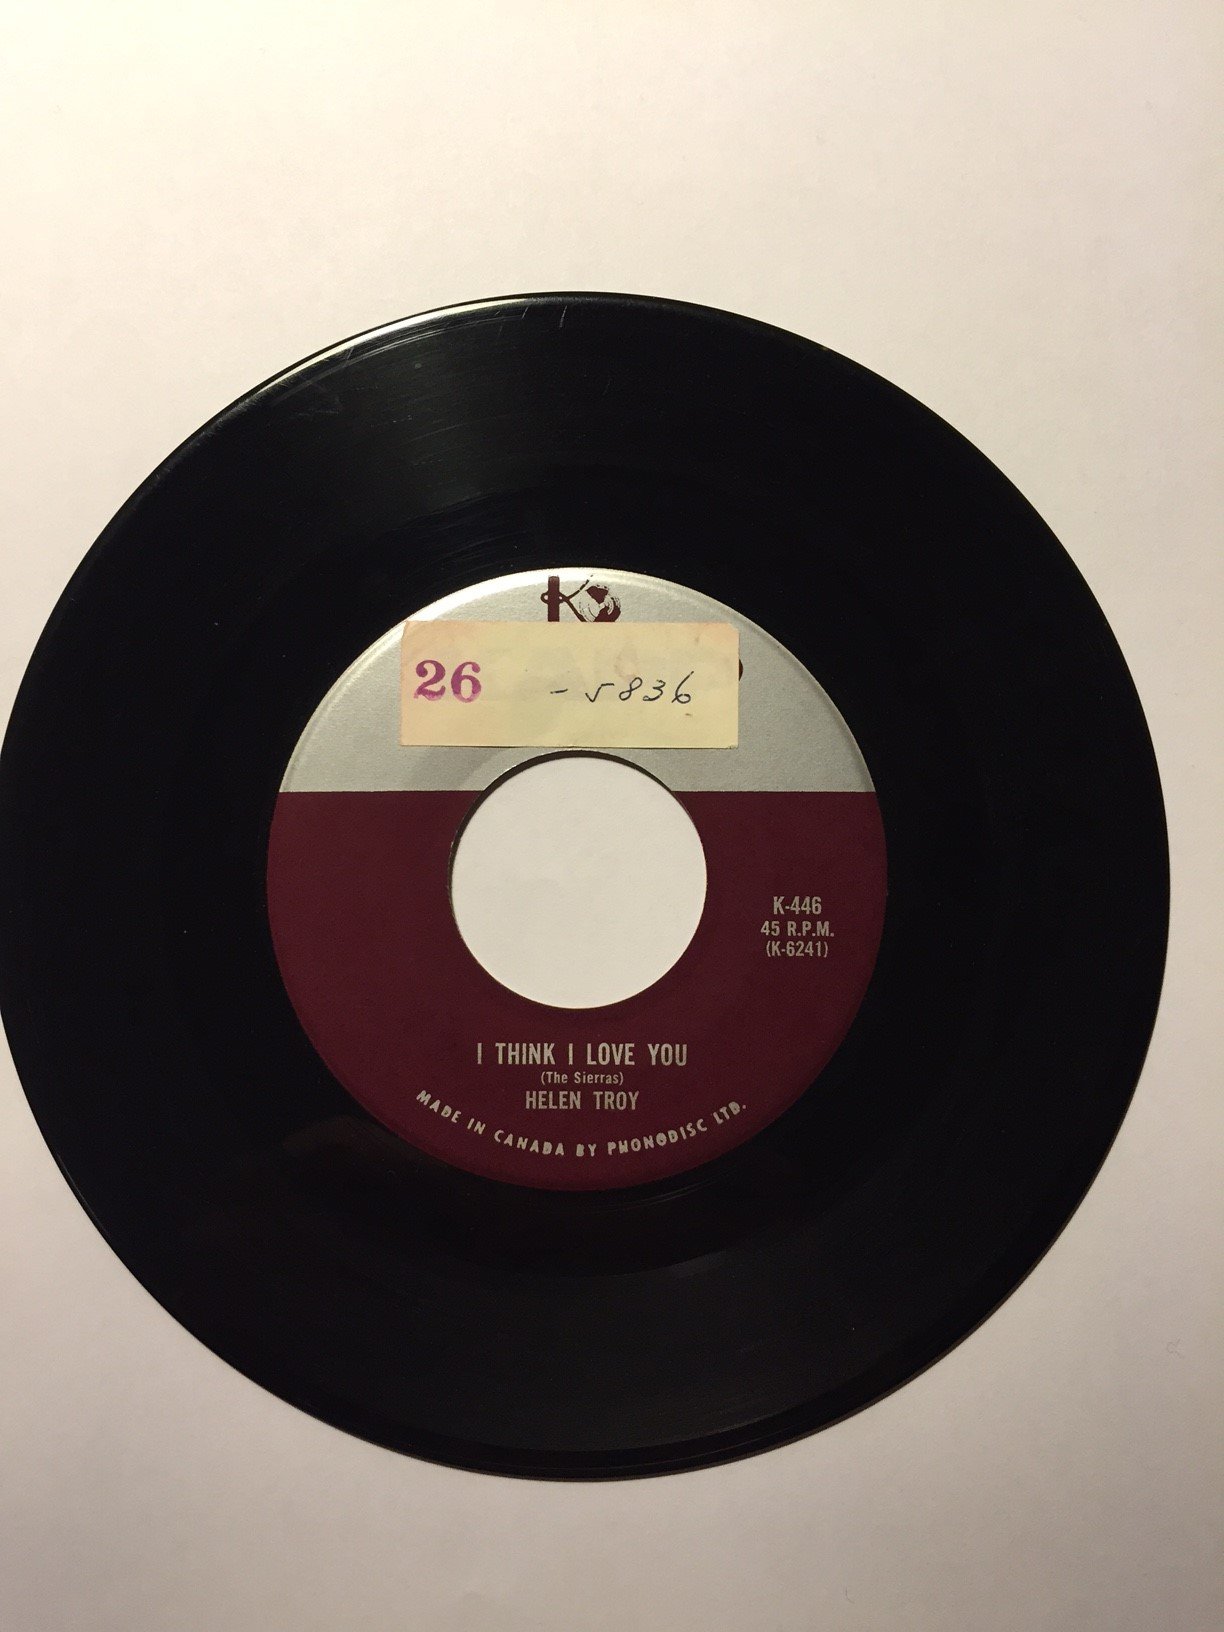 26 - 5836
K-446
45 R.P.M.
(K-6241)
I THINK I LOVE YOU
(The Sierras)
HELEN TROY
MADE IN CANADA BY PHONODISC LTD.